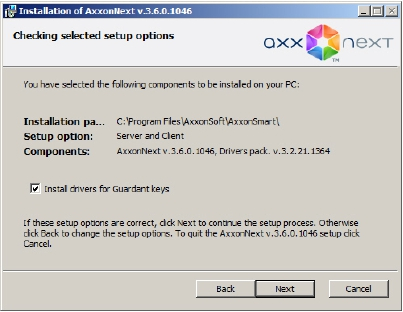 Installation of AxxonNext v.3.6.0.1046
Checking selected setup options
axxonext
TM
You have selected the following components to be installed on your PC:
Installation pa... C:\Program Files\AxxonSoft\AxxonSmart\
Setup option: Server and Client
Components: AxxonNext v.3.6.0.1046, Drivers pack. v.3.2.21.1364
Install drivers for Guardant keys
If these setup options are correct, click Next to continue the setup process. Otherwise
click Back to change the setup options. To quit the AxxonNext v.3.6.0.1046 setup click
Cancel.
Back Next Cancel